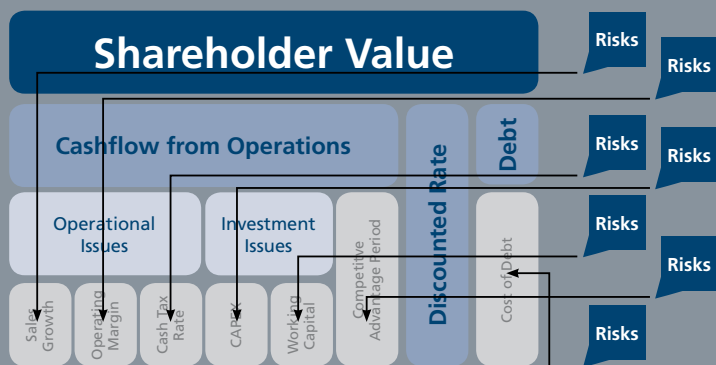 Shareholder Value
Risks
Risks
Cashflow from Operations
Discounted Rate
Debt
Risks
Risks
Operational
Issues
Investment
Issues
Competitve
Advantage Period
Cost of Debt
Risks
Risks
Sales
Growth
Operating
Margin
Cash Tax
Rate
CAPEX
Working
Capital
Risks